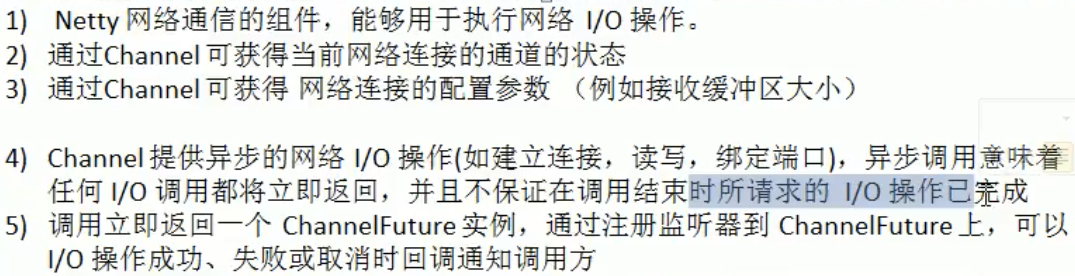 1) Netty 网络通信的组件，能够用于执行网络 I/O 操作。
2) 通过Channel 可获得当前网络连接的通道的状态
3) 通过Channel 可获得 网络连接的配置参数 （例如接收缓冲区大小）
4) Channel 提供异步的网络 I/O 操作(如建立连接，读写，绑定端口)，异步调用意味着
任何 I/O 调用都将立即返回，并且不保证在调用结束时所请求的 I/O 操作已完成
5) 调用立即返回一个 ChannelFuture 实例，通过注册监听器到 ChannelFuture 上，可以
I/O 操作成功、失败或取消时回调通知调用方